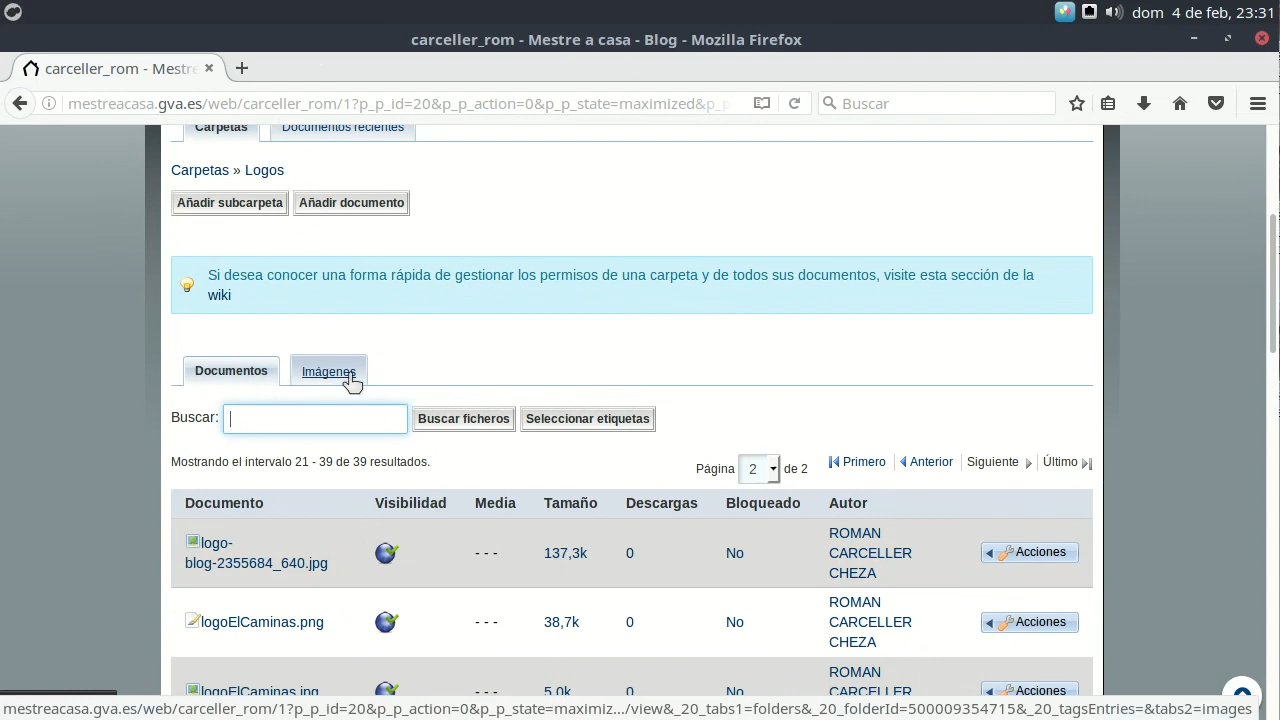 dom 4 de feb, 23:31
carceller_rom - Mestre a casa - Blog - Mozilla Firefox
carceller_rom - Mestre
mestreacasa.gva.es/web/carceller_rom/1?p_p_id=20&p_p_action=0&p_p_state=maximized&p_
Buscar
Carpetas Documentos recientes
Carpetas » Logos
Añadir subcarpeta Añadir documento
Si desea conocer una forma rápida de gestionar los permisos de una carpeta y de todos sus documentos, visite esta sección de la
wiki
Documentos Imágenes
Buscar: Buscar ficheros Seleccionar etiquetas
Mostrando el intervalo 21 - 39 de 39 resultados. Página 2 de 2 Primero Anterior Siguiente Último
Documento Visibilidad Media Tamaño Descargas Bloqueado Autor
logo-blog-2355684_640.jpg - - - 137,3k 0 No ROMAN CARCELLER CHEZA Acciones
logoElCaminas.png - - - 38,7k 0 No ROMAN CARCELLER CHEZA Acciones
logoElCaminas.jpg - - - 5,0k 0 No ROMAN CARCELLER Acciones
mestreacasa.gva.es/web/carceller_rom/1?p_p_id=20&p_p_action=0&p_p_state=maximiz.../view&_20_tabs1=folders&_20_folderId=500009354715&_20_tagsEntries=&tabs2=images